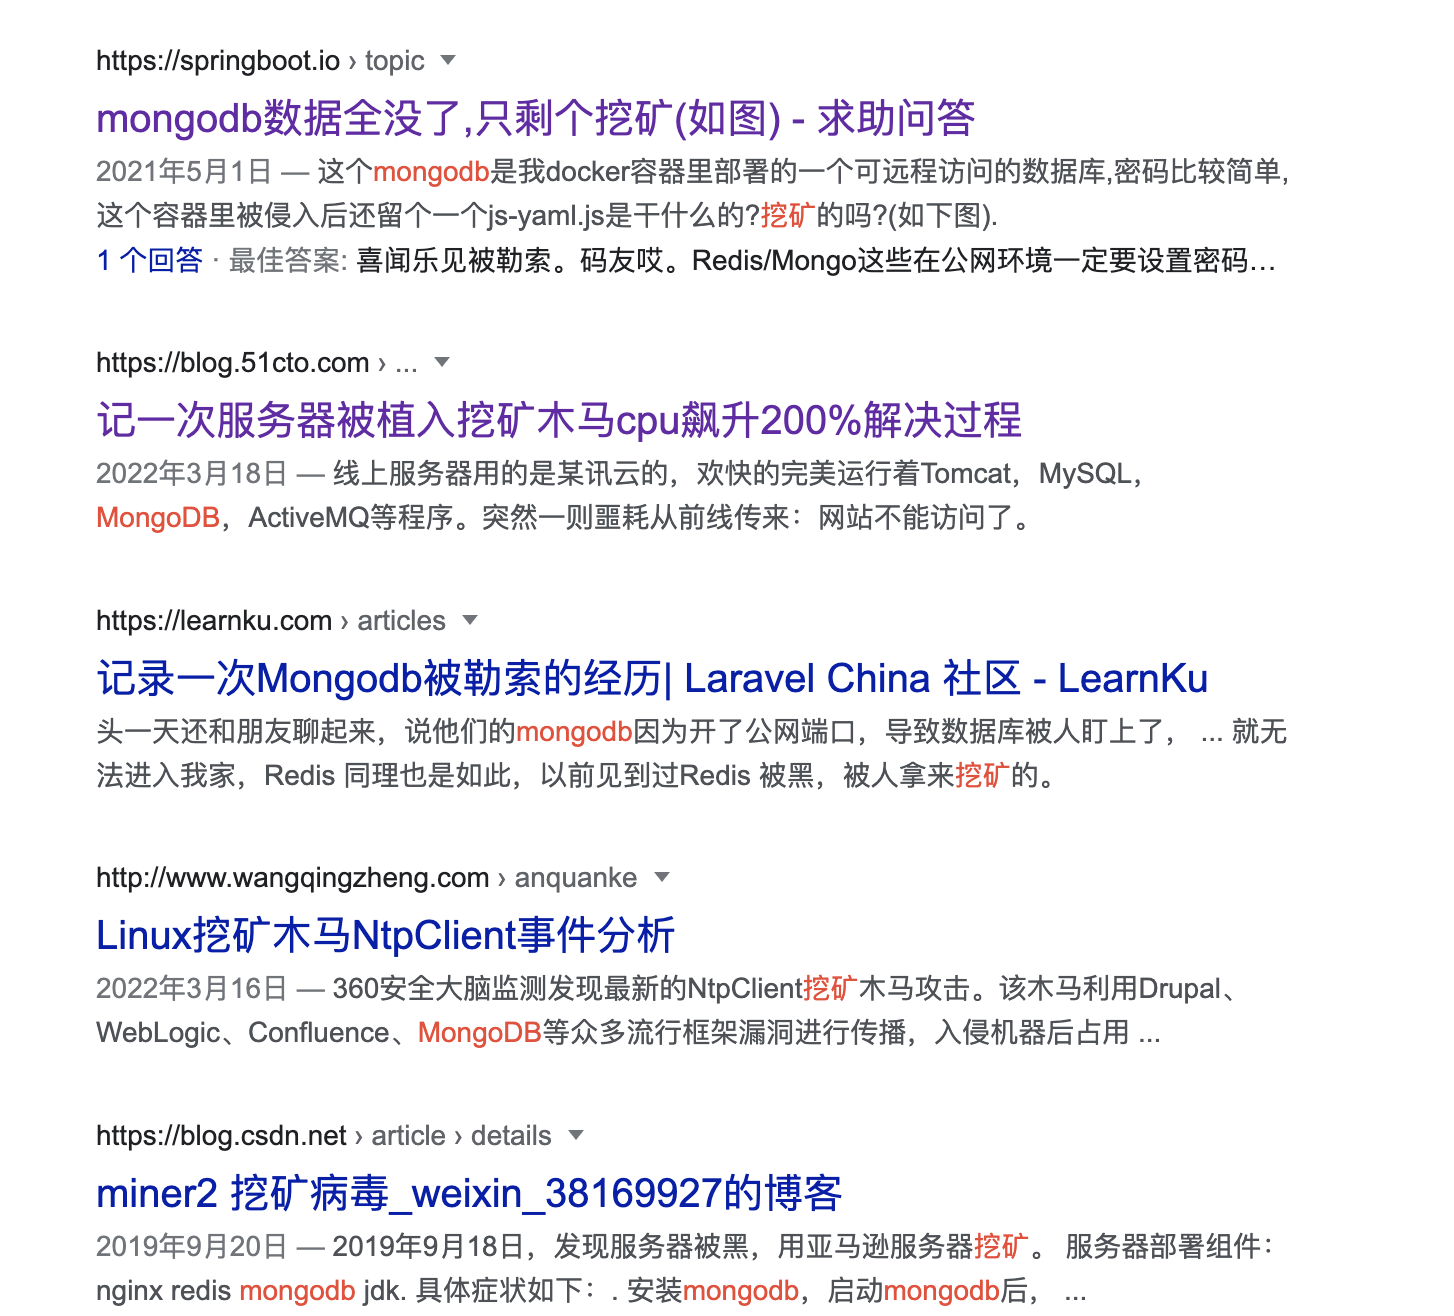 https://springboot.io › topic
mongodb数据全没了,只剩个挖矿(如图) - 求助问答
2021年5月1日 — 这个mongodb是我docker容器里部署的一个可远程访问的数据库,密码比较简单,
这个容器里被侵入后还留个一个js-yaml.js是干什么的?挖矿的吗?(如下图).
1 个回答 · 最佳答案: 喜闻乐见被勒索。码友哎。Redis/Mongo这些在公网环境一定要设置密码...
https://blog.51cto.com › ...
记一次服务器被植入挖矿木马cpu飙升200%解决过程
2022年3月18日 — 线上服务器用的是某讯云的，欢快的完美运行着Tomcat，MySQL，
MongoDB，ActiveMQ等程序。突然一则噩耗从前线传来：网站不能访问了。
https://learnku.com › articles
记录一次Mongodb被勒索的经历| Laravel China 社区 - LearnKu
头一天还和朋友聊起来，说他们的mongodb因为开了公网端口，导致数据库被人盯上了， ... 就无
法进入我家，Redis 同理也是如此，以前见到过Redis 被黑，被人拿来挖矿的。
http://www.wangqingzheng.com › anquanke
Linux挖矿木马NtpClient事件分析
2022年3月16日 — 360安全大脑监测发现最新的NtpClient挖矿木马攻击。该木马利用Drupal、
WebLogic、Confluence、MongoDB等众多流行框架漏洞进行传播，入侵机器后占用 ...
https://blog.csdn.net › article › details
miner2 挖矿病毒_weixin_38169927的博客
2019年9月20日 — 2019年9月18日，发现服务器被黑，用亚马逊服务器挖矿。 服务器部署组件：
nginx redis mongodb jdk. 具体症状如下：. 安装mongodb，启动mongodb后， ...